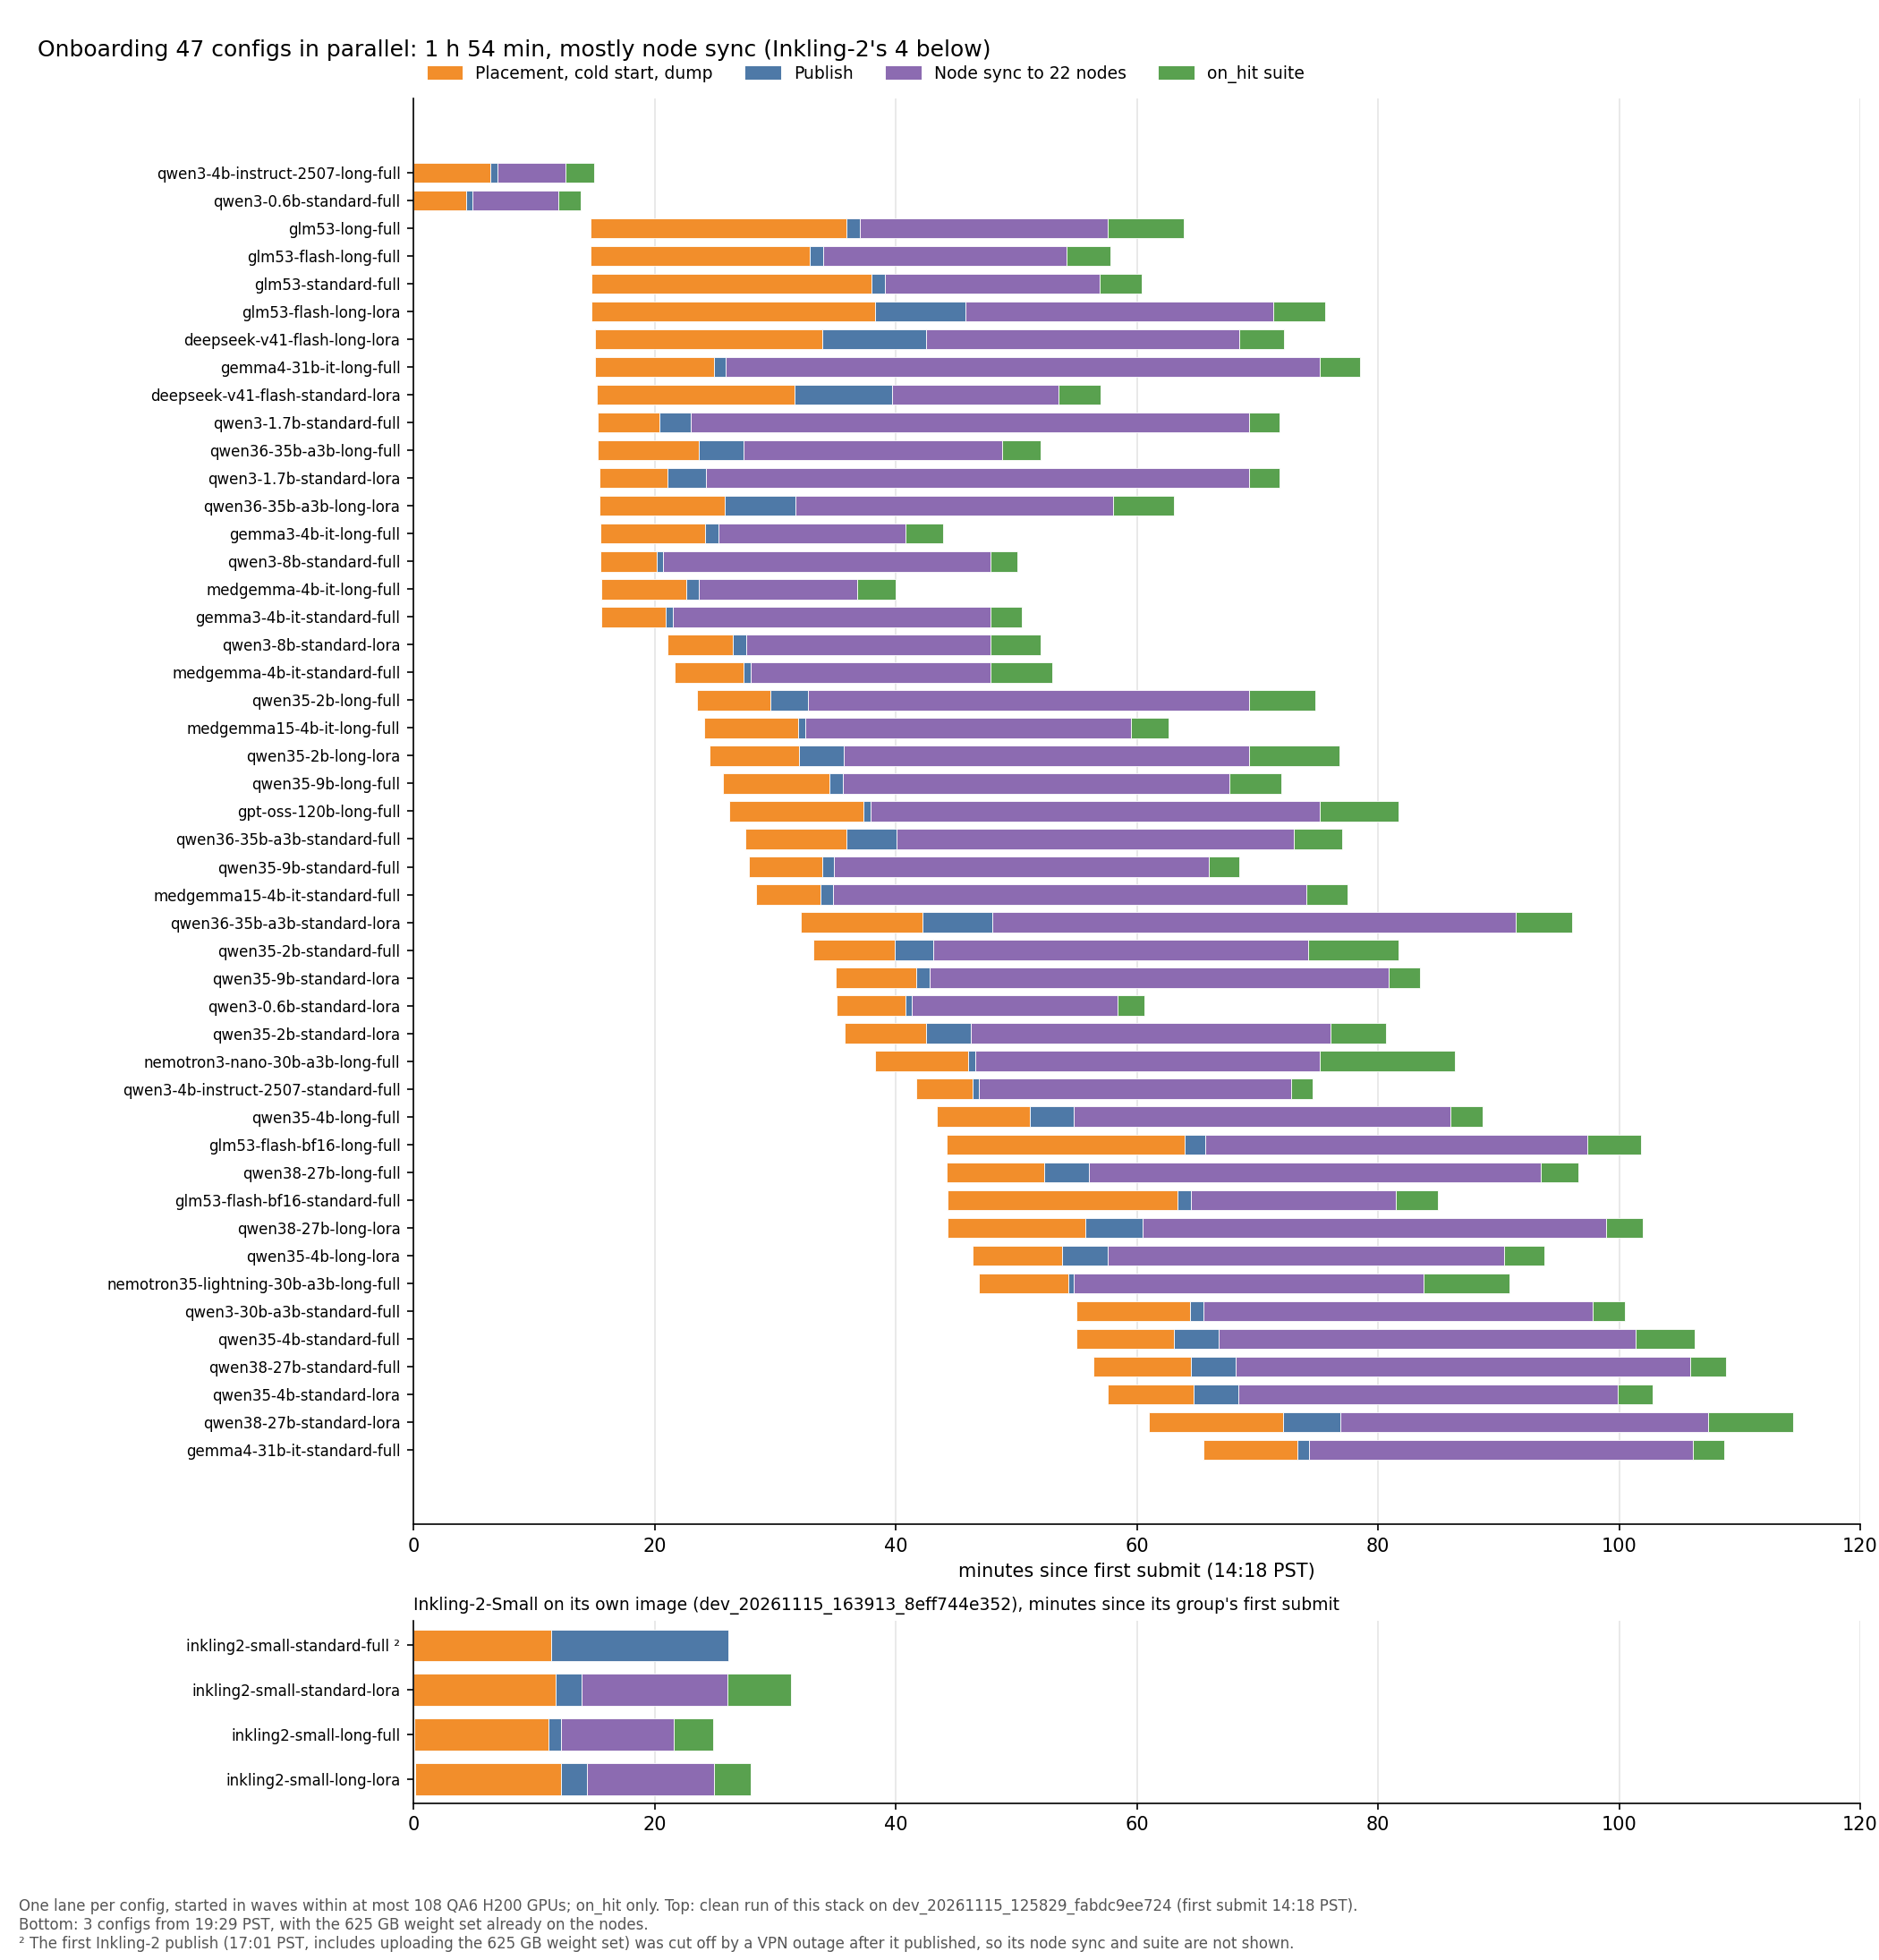 Onboarding 47 configs in parallel: 1 h 54 min, mostly node sync (Inkling-2's 4 below)
Placement, cold start, dump Publish Node sync to 22 nodes on_hit suite
qwen3-4b-instruct-2507-long-full
qwen3-0.6b-standard-full
glm53-long-full
glm53-flash-long-full
glm53-standard-full
glm53-flash-long-lora
deepseek-v41-flash-long-lora
gemma4-31b-it-long-full
deepseek-v41-flash-standard-lora
qwen3-1.7b-standard-full
qwen36-35b-a3b-long-full
qwen3-1.7b-standard-lora
qwen36-35b-a3b-long-lora
gemma3-4b-it-long-full
qwen3-8b-standard-full
medgemma-4b-it-long-full
gemma3-4b-it-standard-full
qwen3-8b-standard-lora
medgemma-4b-it-standard-full
qwen35-2b-long-full
medgemma15-4b-it-long-full
qwen35-2b-long-lora
qwen35-9b-long-full
gpt-oss-120b-long-full
qwen36-35b-a3b-standard-full
qwen35-9b-standard-full
medgemma15-4b-it-standard-full
qwen36-35b-a3b-standard-lora
qwen35-2b-standard-full
qwen35-9b-standard-lora
qwen3-0.6b-standard-lora
qwen35-2b-standard-lora
nemotron3-nano-30b-a3b-long-full
qwen3-4b-instruct-2507-standard-full
qwen35-4b-long-full
glm53-flash-bf16-long-full
qwen38-27b-long-full
glm53-flash-bf16-standard-full
qwen38-27b-long-lora
qwen35-4b-long-lora
nemotron35-lightning-30b-a3b-long-full
qwen3-30b-a3b-standard-full
qwen35-4b-standard-full
qwen38-27b-standard-full
qwen35-4b-standard-lora
qwen38-27b-standard-lora
gemma4-31b-it-standard-full
0 20 40 60 80 100 120
minutes since first submit (14:18 PST)
Inkling-2-Small on its own image (dev_20261115_163913_8eff744e352), minutes since its group's first submit
inkling2-small-standard-full ²
inkling2-small-standard-lora
inkling2-small-long-full
inkling2-small-long-lora
0 20 40 60 80 100 120
One lane per config, started in waves within at most 108 QA6 H200 GPUs; on_hit only. Top: clean run of this stack on dev_20261115_125829_fabdc9ee724 (first submit 14:18 PST).
Bottom: 3 configs from 19:29 PST, with the 625 GB weight set already on the nodes.
² The first Inkling-2 publish (17:01 PST, includes uploading the 625 GB weight set) was cut off by a VPN outage after it published, so its node sync and suite are not shown.